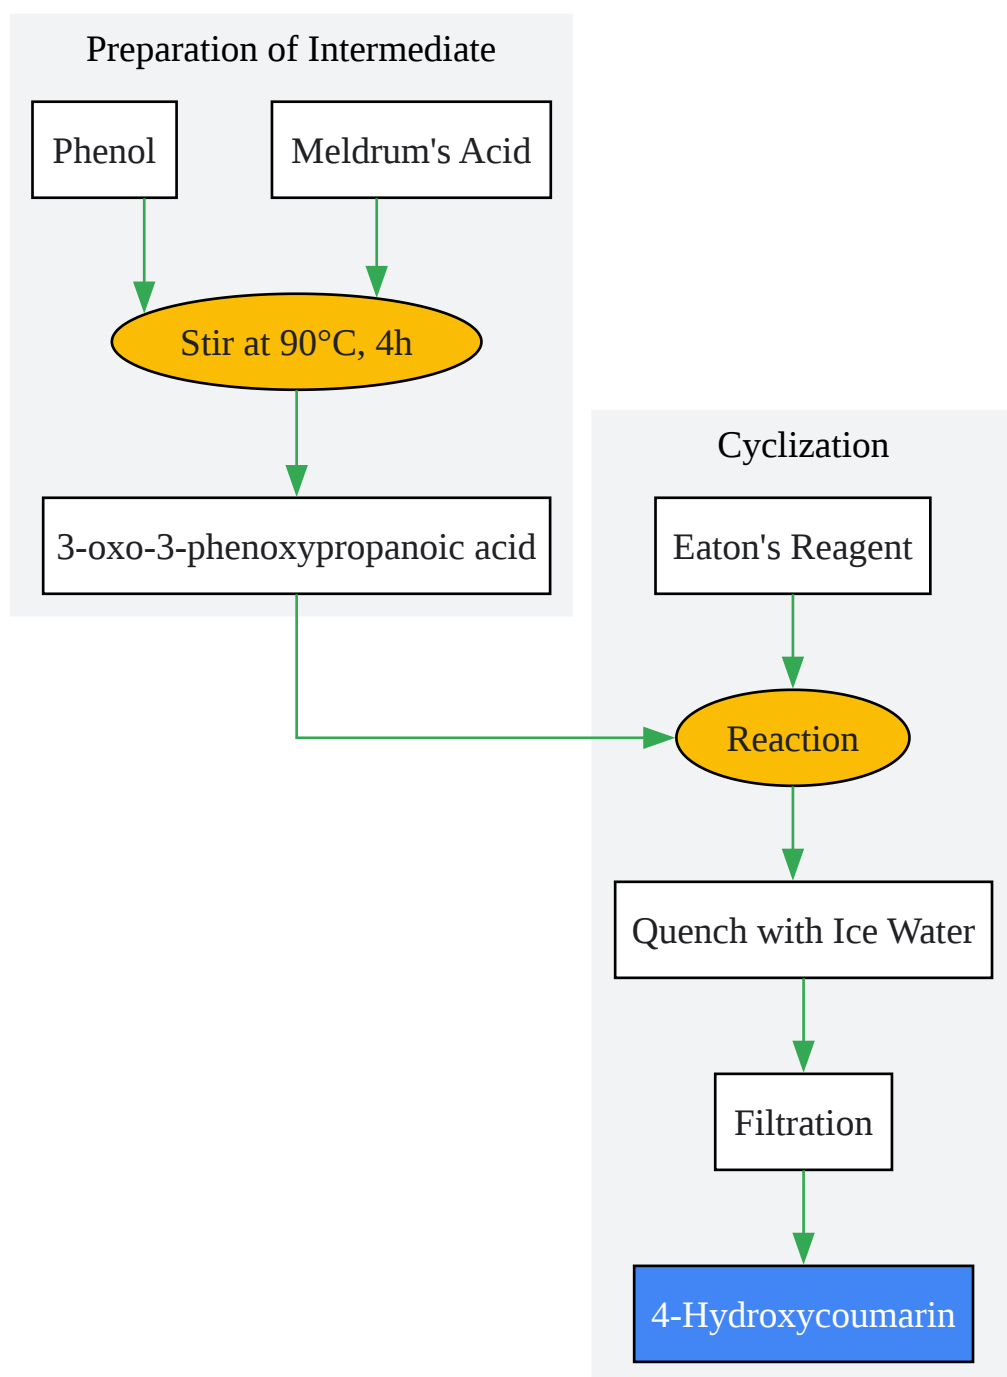 Preparation of Intermediate
Phenol
Meldrum's Acid
Stir at 90°C, 4h
3-oxo-3-phenoxypropanoic acid
Cyclization
Eaton's Reagent
Reaction
Quench with Ice Water
Filtration
4-Hydroxycoumarin